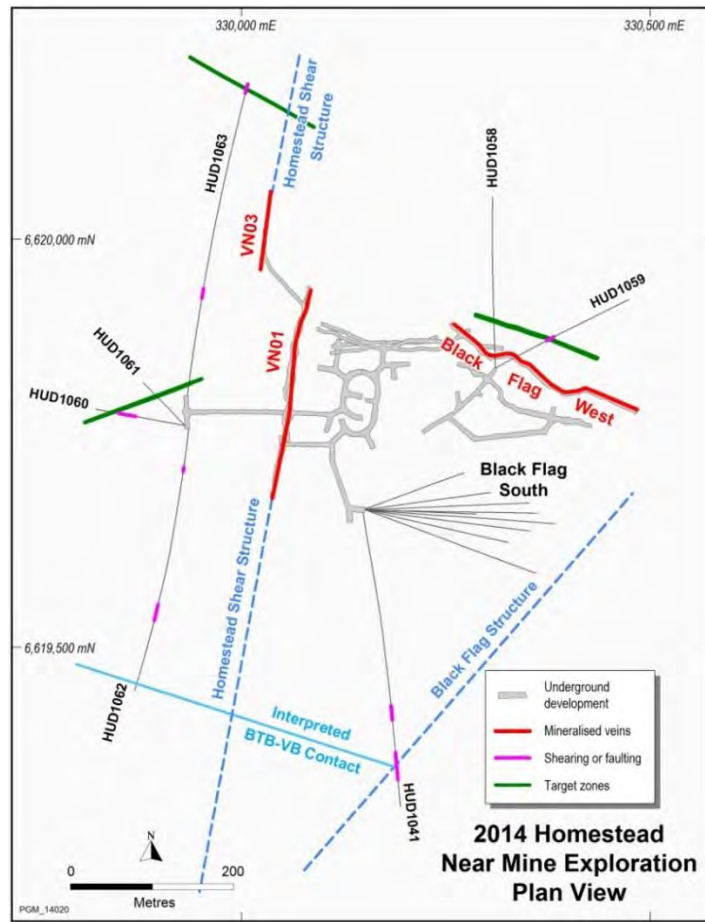 330,000 mE
330,500 mE
HUD1063
Homestead Shear
Structure
HUD1058
VN03
6,620,000 mN
HUD1059
VN01
HUD1061
HUD1060
Black
Flag
West
Black Flag
South
Homestead Shear Structure
Black Flag Structure
6,619,500 mN
HUD1062
Interpreted
BTB-VB Contact
HUD1041
Underground
development
Mineralised veins
Shearing or faulting
Target zones
2014 Homestead
Near Mine Exploration
Plan View
N
0
200
Metres
PGM_14020